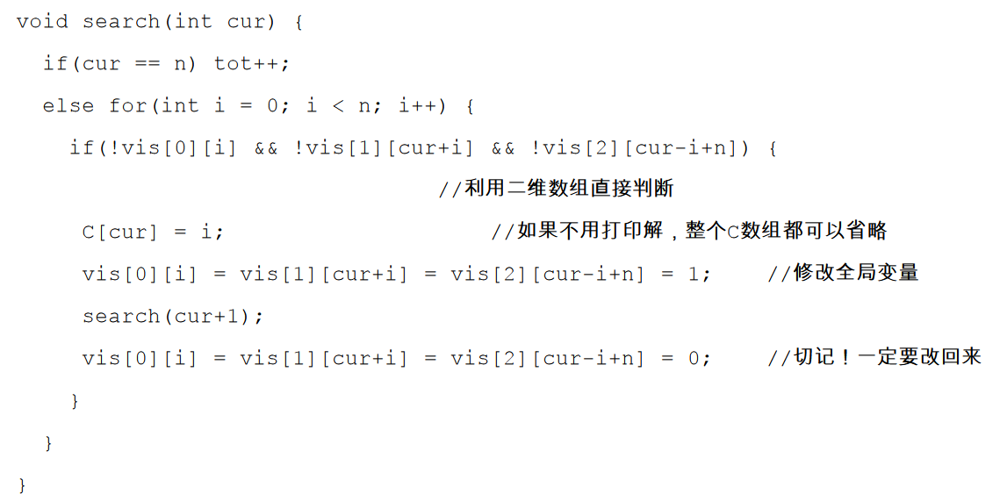 void search(int cur) {
if(cur == n) tot++;
else for(int i = 0; i < n; i++) {
if(!vis[0][i] && !vis[1][cur+i] && !vis[2][cur-i+n]) {
//利用二维数组直接判断
C[cur] = i; //如果不用打印解，整个C数组都可以省略
vis[0][i] = vis[1][cur+i] = vis[2][cur-i+n] = 1; //修改全局变量
search(cur+1);
vis[0][i] = vis[1][cur+i] = vis[2][cur-i+n] = 0; //切记！一定要改回来
}
}
}